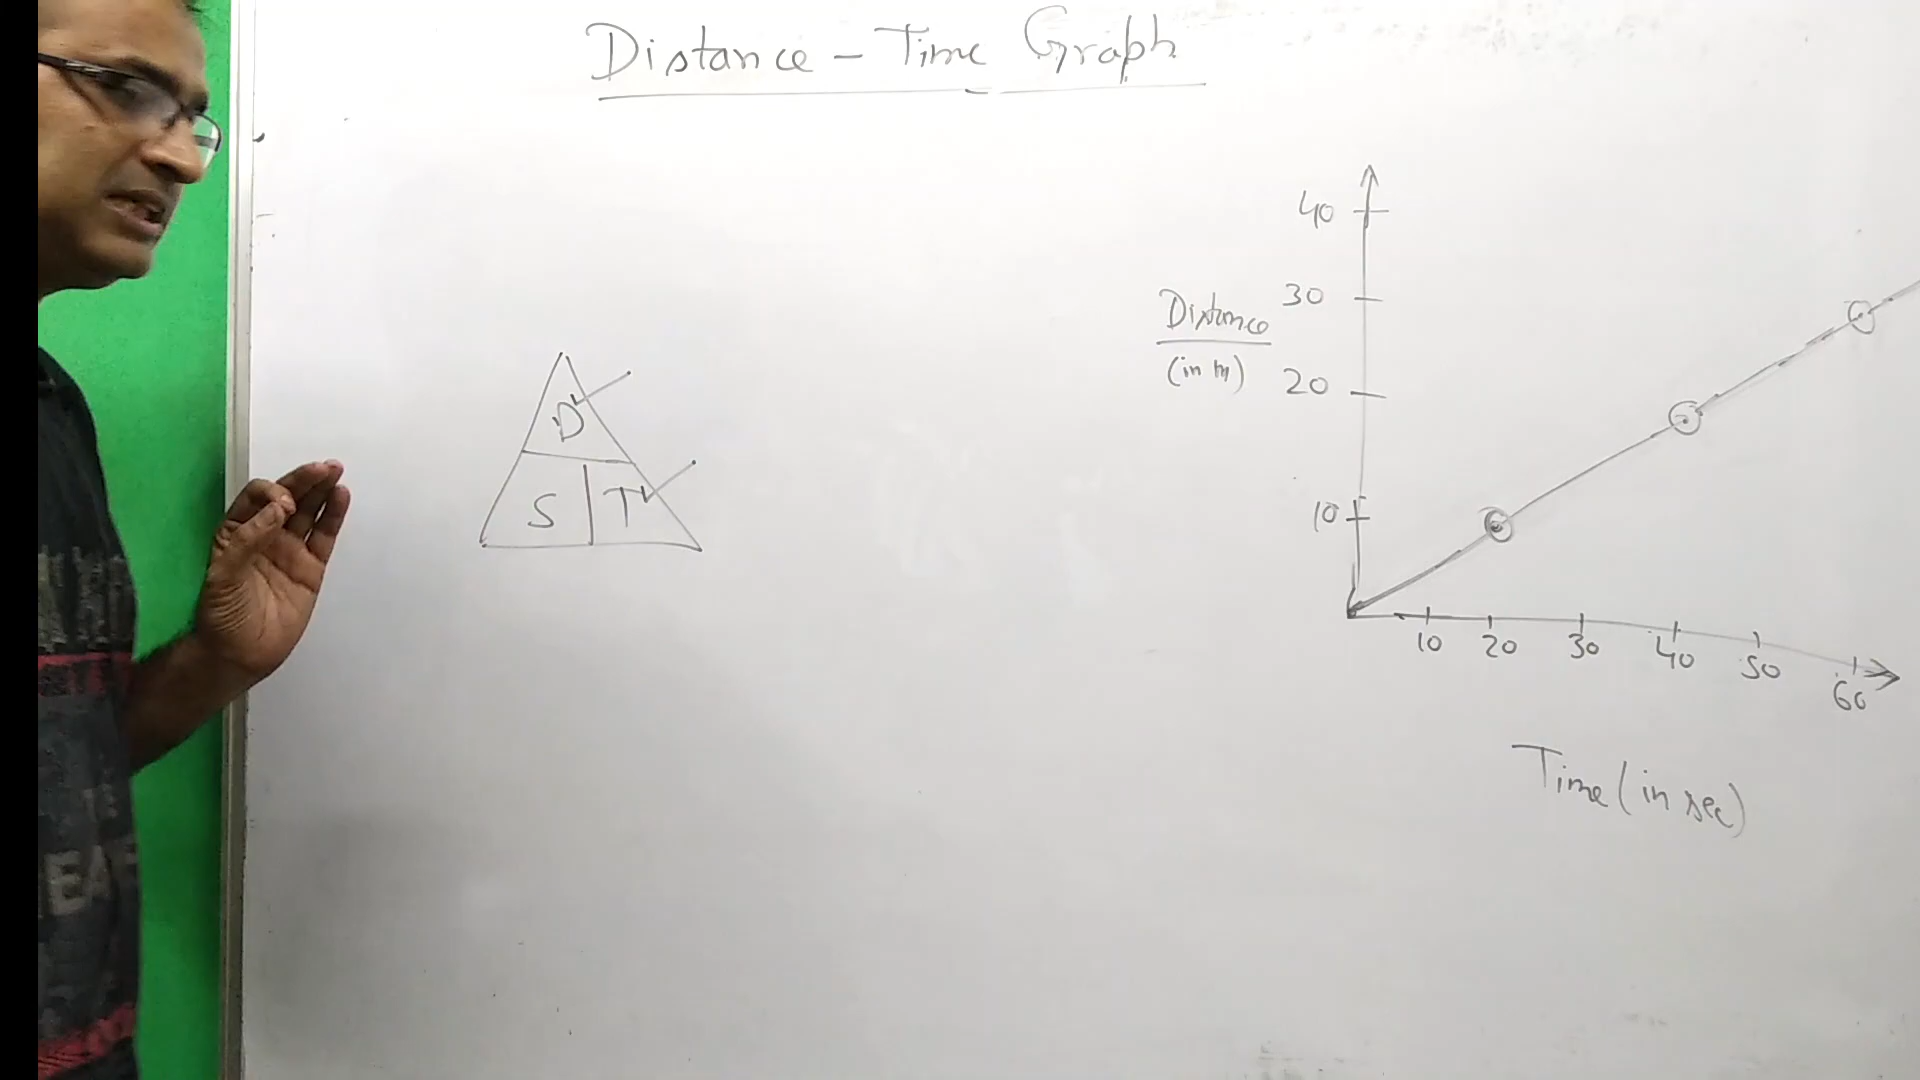 Distance - Time Graph
D
S T
40
30
20
10
Distance
(in m)
10 20 30 40 50 60
Time (in sec)